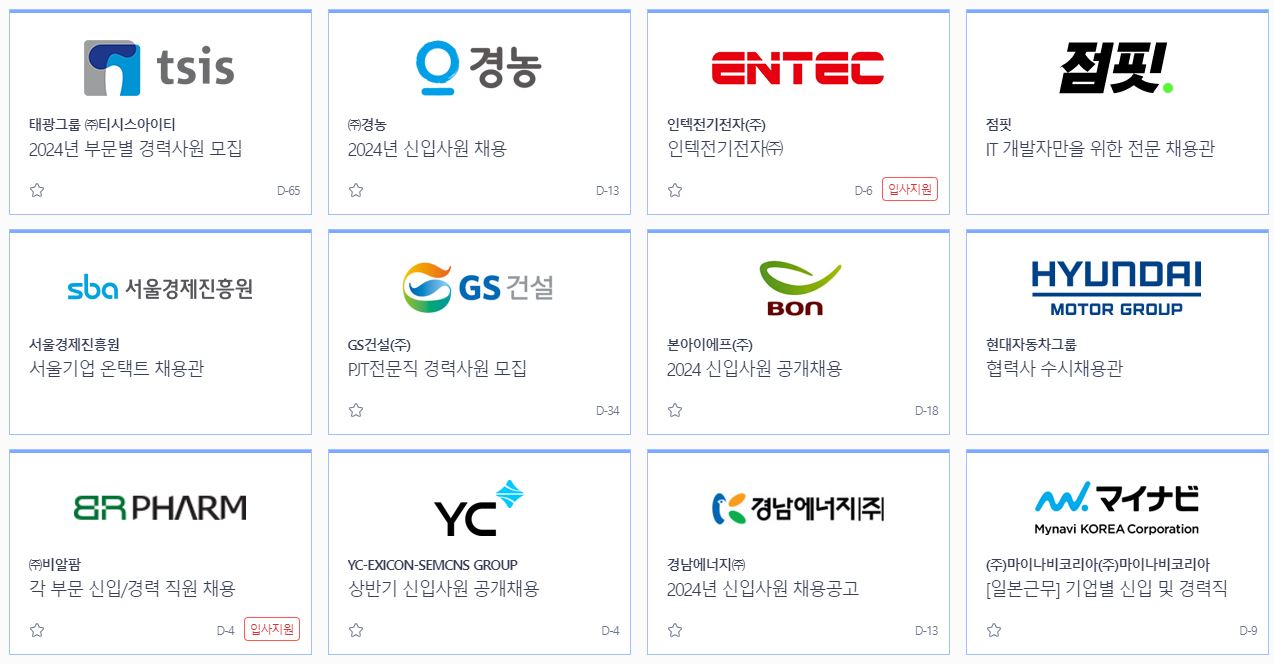 tsis
태광그룹 ㈜티시스아이티
2024년 부문별 경력사원 모집
D-65
경농
㈜경농
2024년 신입사원 채용
D-13
ENTEC
인텍전기전자(주)
인텍전기전자㈜
D-6 입사지원
점핏.
점핏
IT 개발자만을 위한 전문 채용관
sba 서울경제진흥원
서울경제진흥원
서울기업 온택트 채용관
GS 건설
GS건설(주)
PJT전문직 경력사원 모집
D-34
BON
본아이에프(주)
2024 신입사원 공개채용
D-18
HYUNDAI
MOTOR GROUP
현대자동차그룹
협력사 수시채용관
BR PHARM
㈜비알팜
각 부문 신입/경력 직원 채용
D-4 입사지원
YC
YC-EXICON-SEMCNS GROUP
상반기 신입사원 공개채용
D-4
경남에너지(주)
경남에너지㈜
2024년 신입사원 채용공고
D-13
マイナビ
Mynavi KOREA Corporation
(주)마이나비코리아(주)마이나비코리아
[일본근무] 기업별 신입 및 경력직
D-9